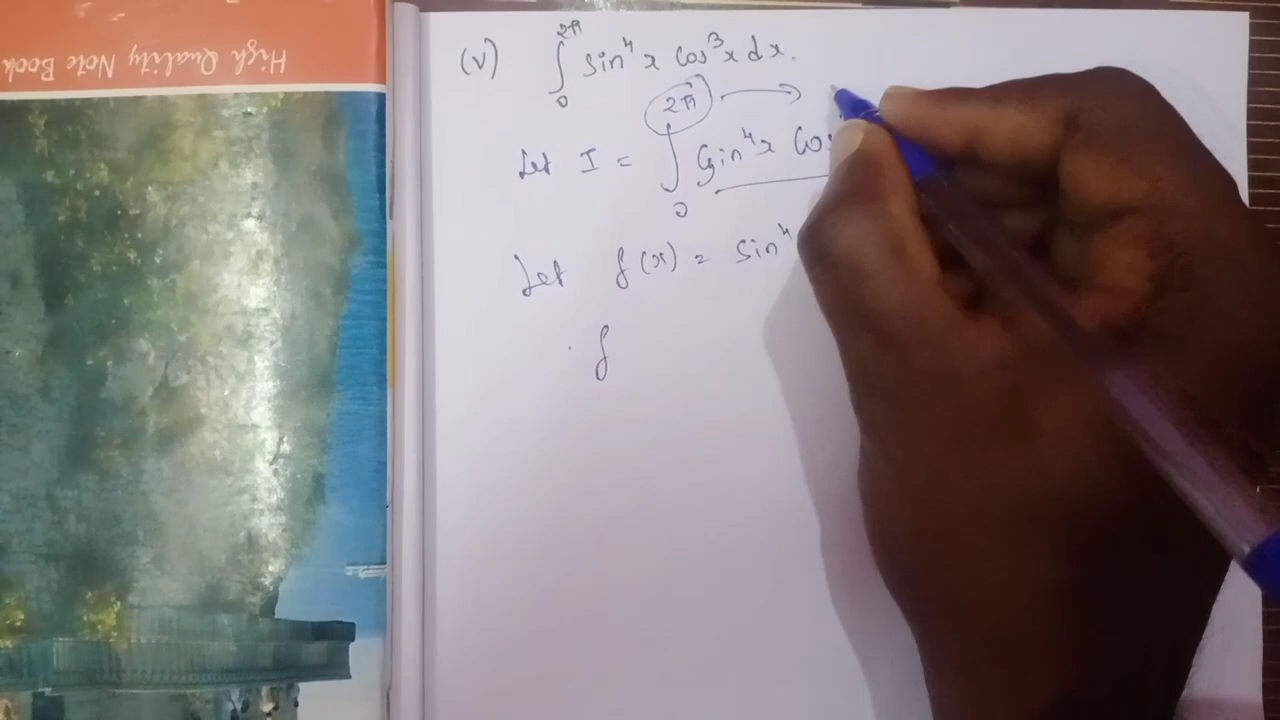 High Quality Note Book
(V) ∫₀^2π sin⁴x cos³x dx.
2π →
Let I = ∫₀ Sin⁴x Cos
Let f(x) = sin⁴
f